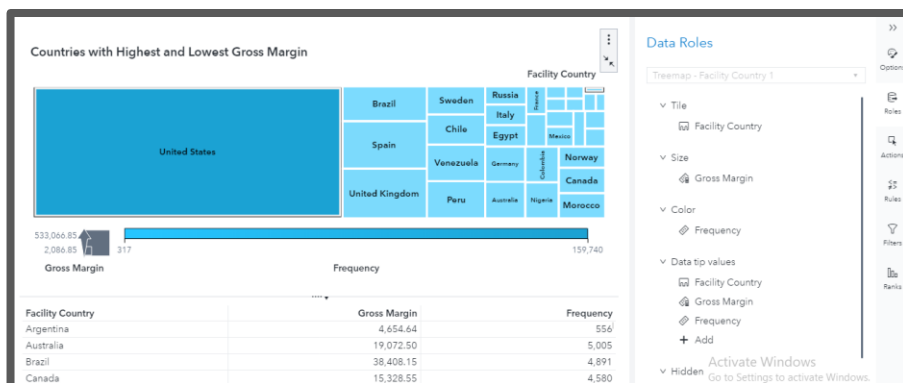 Countries with Highest and Lowest Gross Margin
Facility Country
United States
Brazil
Spain
United Kingdom
Sweden
Chile
Venezuela
Peru
Russia
Italy
Egypt
Germany
Australia
France
Colombia
Nigeria
Mexico
Norway
Canada
Morocco
533,066.85
2,086.85
Gross Margin
317
159,740
Frequency
Facility Country Gross Margin Frequency
Argentina 4,654.64 556
Australia 19,072.50 5,005
Brazil 38,408.15 4,891
Canada 15,328.55 4,580
Data Roles
Treemap - Facility Country 1
Tile
Facility Country
Size
Gross Margin
Color
Frequency
Data tip values
Facility Country
Gross Margin
Frequency
+ Add
Hidden
Activate Windows
Go to Settings to activate Windows.
Option
Roles
Actions
Rules
Filters
Ranks